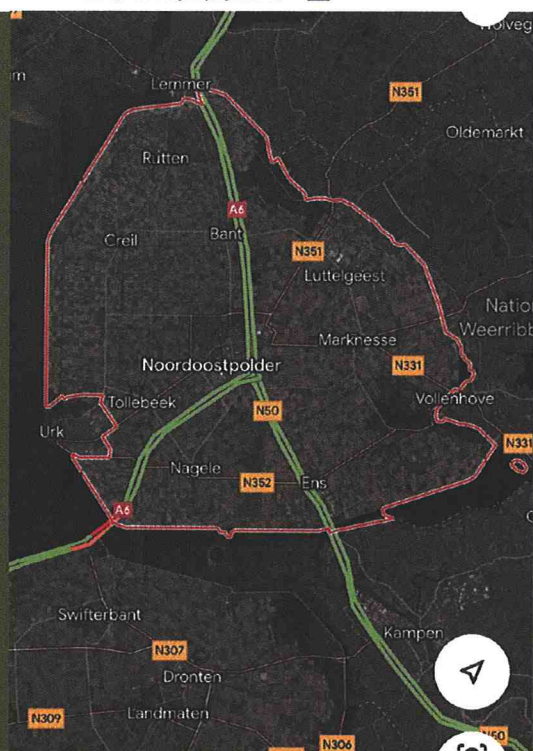 Lemmer
N351
Oldemarkt
Rutten
A6
Creil
Bant
N351
Luttelgeest
Natio
Weerribb
Marknesse
Noordoostpolder
N331
Tollebeek
N50
Vollenhove
Urk
N331
Nagele
N352
Ens
A6
Swifterbant
Kampen
N307
Dronten
Landmaten
N309
N306